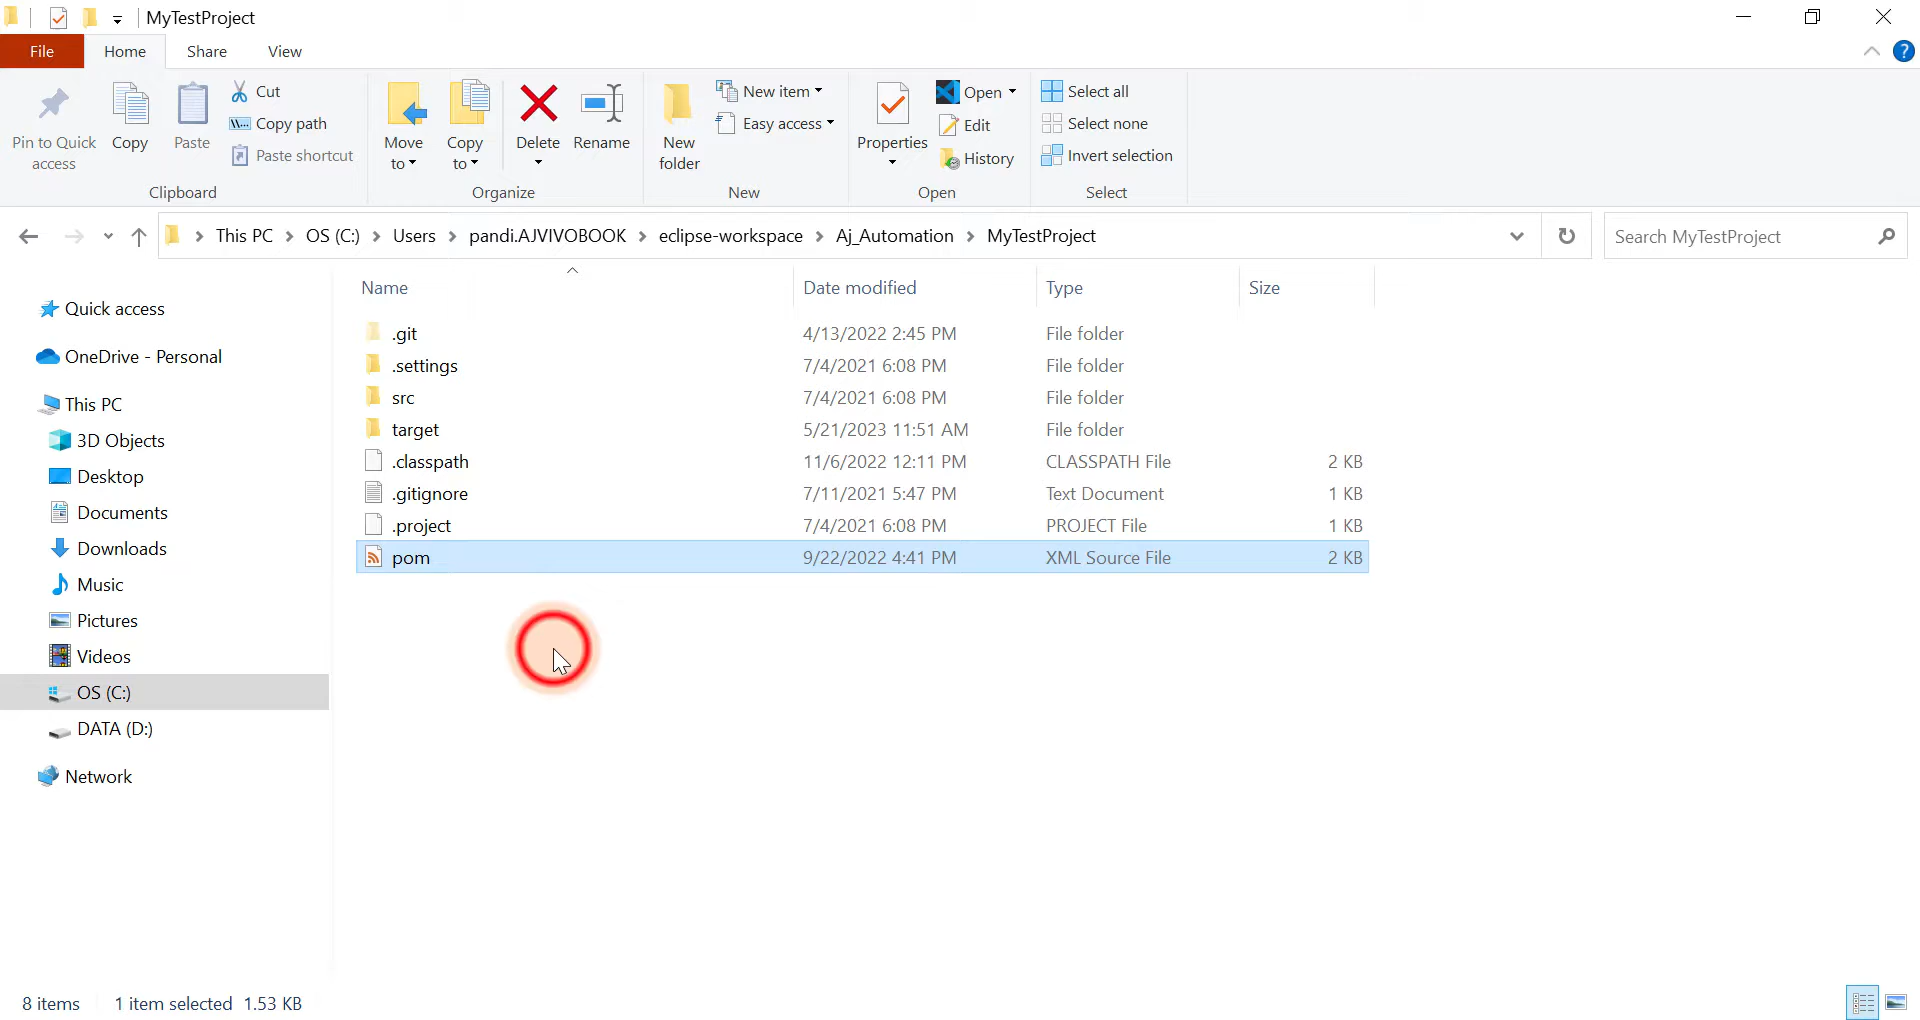 MyTestProject
File Home Share View
Pin to Quick access
Copy
Paste
Cut
Copy path
Paste shortcut
Clipboard
Move to
Copy to
Delete
Rename
Organize
New folder
New item
Easy access
New
Properties
Open
Edit
History
Open
Select all
Select none
Invert selection
Select
This PC OS (C:) Users pandi.AJVIVOBOOK eclipse-workspace Aj_Automation MyTestProject
Search MyTestProject
Name Date modified Type Size
Quick access
OneDrive - Personal
This PC
3D Objects
Desktop
Documents
Downloads
Music
Pictures
Videos
OS (C:)
DATA (D:)
Network
.git 4/13/2022 2:45 PM File folder
.settings 7/4/2021 6:08 PM File folder
src 7/4/2021 6:08 PM File folder
target 5/21/2023 11:51 AM File folder
.classpath 11/6/2022 12:11 PM CLASSPATH File 2 KB
.gitignore 7/11/2021 5:47 PM Text Document 1 KB
.project 7/4/2021 6:08 PM PROJECT File 1 KB
pom 9/22/2022 4:41 PM XML Source File 2 KB
8 items 1 item selected 1.53 KB